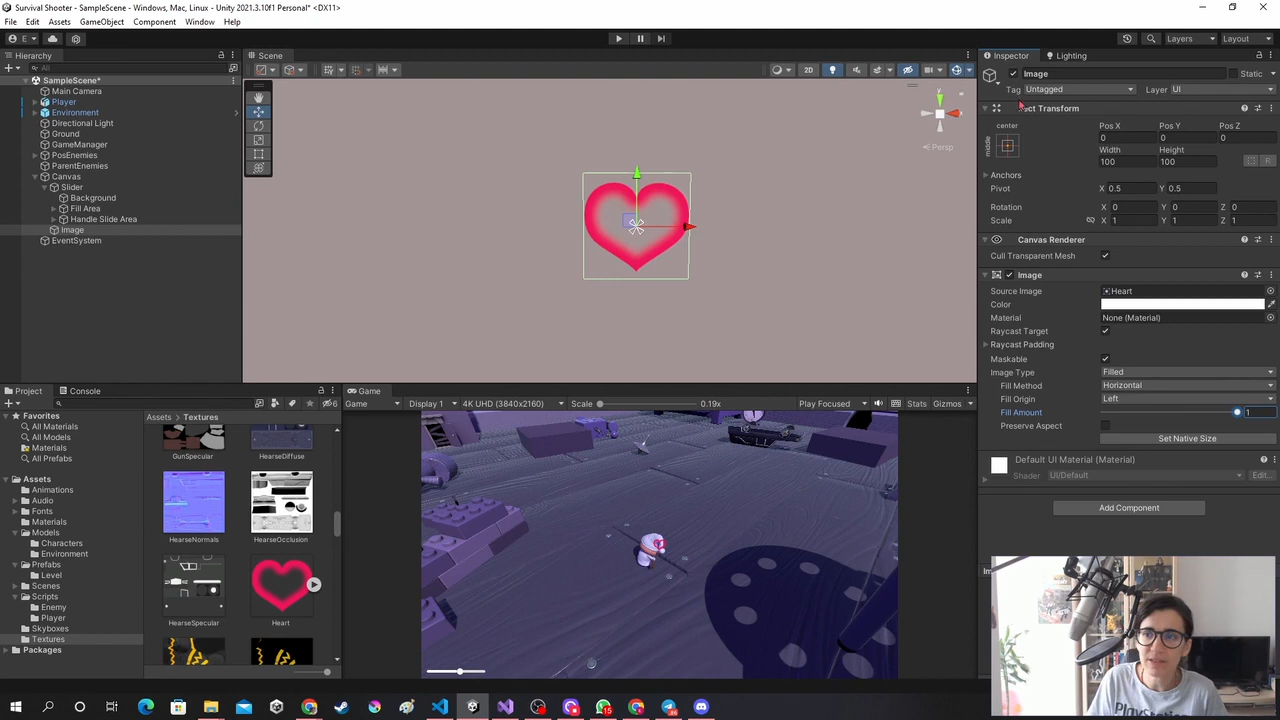 Survival Shooter - SampleScene - Windows, Mac, Linux - Unity 2021.3.10f1 Personal* <DX11>
File Edit Assets GameObject Component Window Help
E Layers Layout
Hierarchy
All
SampleScene*
Main Camera
Player
Environment
Directional Light
Ground
GameManager
PosEnemies
ParentEnemies
Canvas
Slider
Background
Fill Area
Handle Slide Area
Image
EventSystem
Scene
2D
y
Persp
Inspector Lighting
Image Static
Tag Untagged Layer UI
ect Transform
center Pos X Pos Y Pos Z
middle 0 0 0
Width Height
100 100 R
Anchors
Pivot X 0.5 Y 0.5
Rotation X 0 Y 0 Z 0
Scale X 1 Y 1 Z 1
Canvas Renderer
Cull Transparent Mesh
Image
Source Image Heart
Color
Material None (Material)
Raycast Target
Raycast Padding
Maskable
Image Type Filled
Fill Method Horizontal
Fill Origin Left
Fill Amount 1
Preserve Aspect
Set Native Size
Default UI Material (Material)
Shader UI/Default Edit...
Add Component
Project Console
6
Favorites
All Materials
All Models
Materials
All Prefabs
Assets
Animations
Audio
Fonts
Materials
Models
Characters
Environment
Prefabs
Level
Scenes
Scripts
Enemy
Player
Skyboxes
Textures
Packages
Assets > Textures
GunSpecular HearseDiffuse
HearseNormals HearseOcclusion
HearseSpecular Heart
Game
Game Display 1 4K UHD (3840x2160) Scale 0.19x Play Focused Stats Gizmos
15